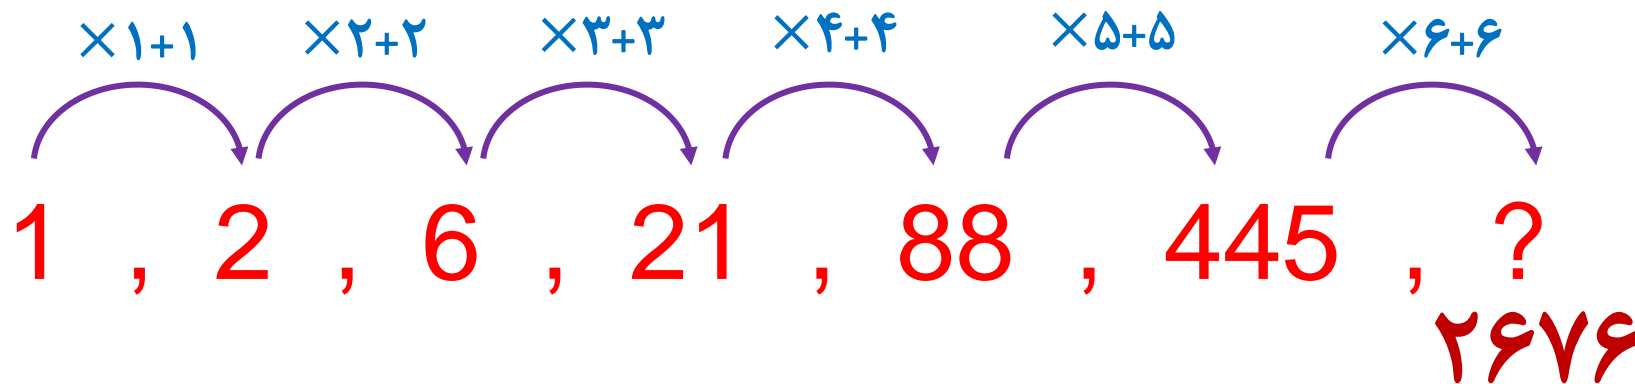 ×۱+۱ ×۲+۲ ×۳+۳ ×۴+۴ ×۵+۵ ×۶+۶
1 , 2 , 6 , 21 , 88 , 445 , ?
۲۶۷۶